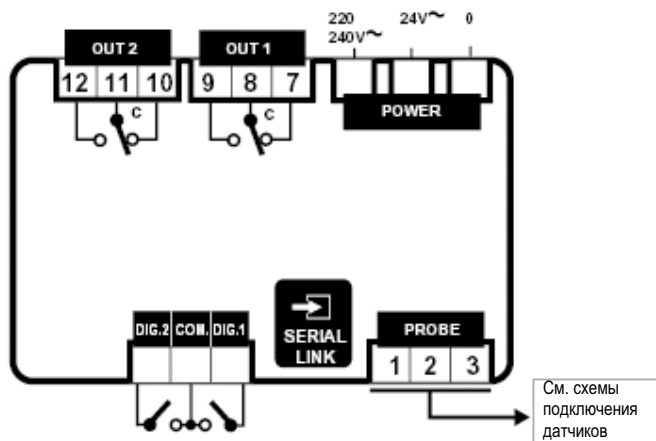 220 24V~ 0
240V~
OUT 2 OUT 1
12 11 10 9 8 7
POWER
C C
DIG.2 COM. DIG.1
SERIAL
LINK
PROBE
1 2 3
См. схемы
подключения
датчиков